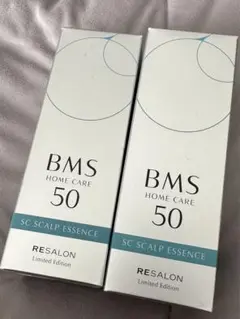 BMS
HOME CARE
50
SC SCALP ESSENCE
RESALON
Limited Edition
BMS
HOME CARE
50
SC SCALP ESSENCE
RESALON
Limited Edition